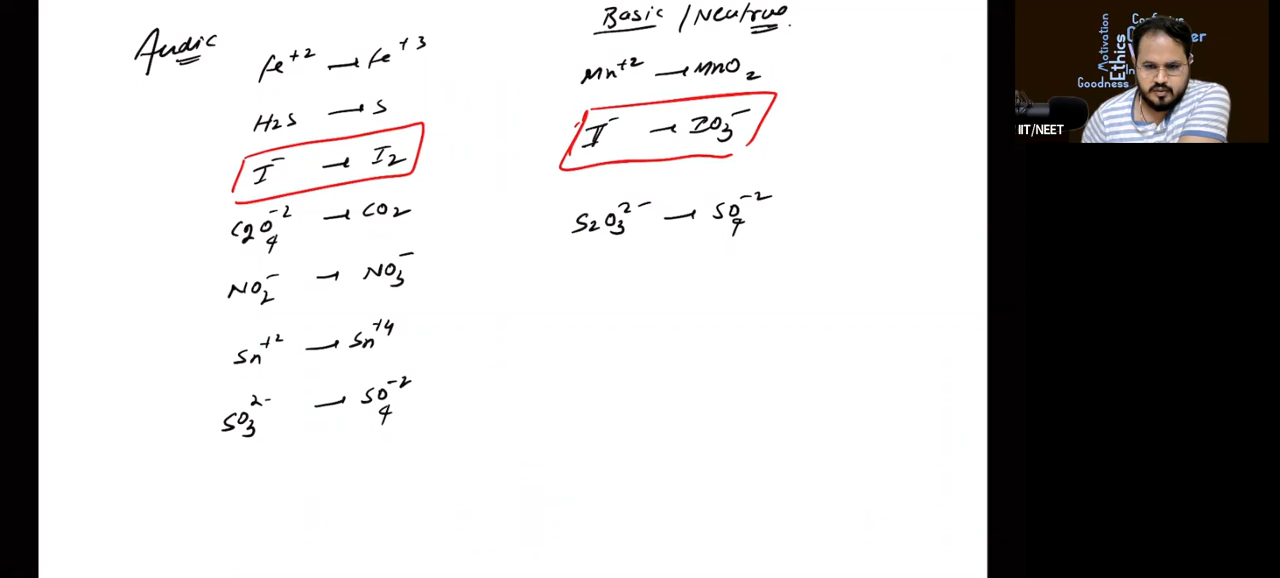 Acidic
Fe+2 → Fe+3
H2S → S
I- → I2
C2O4-2 → CO2
NO2- → NO3-
Sn+2 → Sn+4
SO3 2- → SO4-2
Basic / Neutral
Mn+2 → MnO2
I- → IO3-
S2O3 2- → SO4-2
Motivation
Ethics
Goodness
IIT/NEET